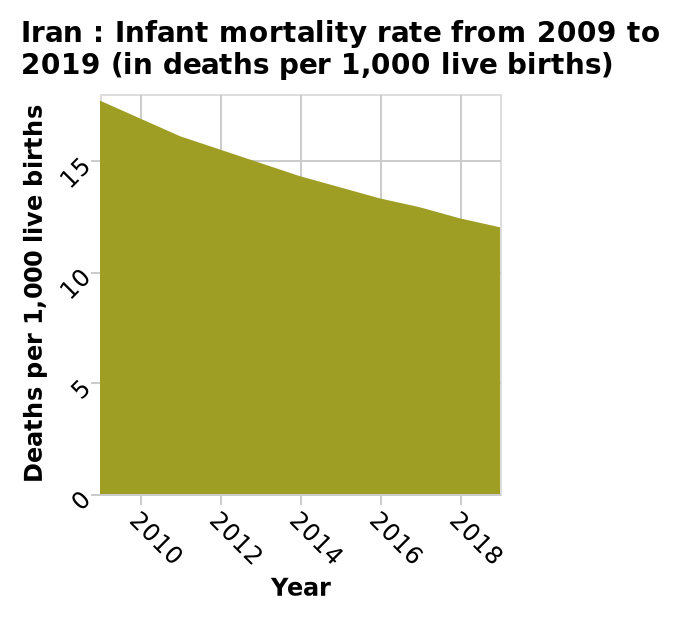 Iran : Infant mortality rate from 2009 to
2019 (in deaths per 1,000 live births)
Deaths per 1,000 live births
15
10
5
0
2010
2012
2014
2016
2018
Year